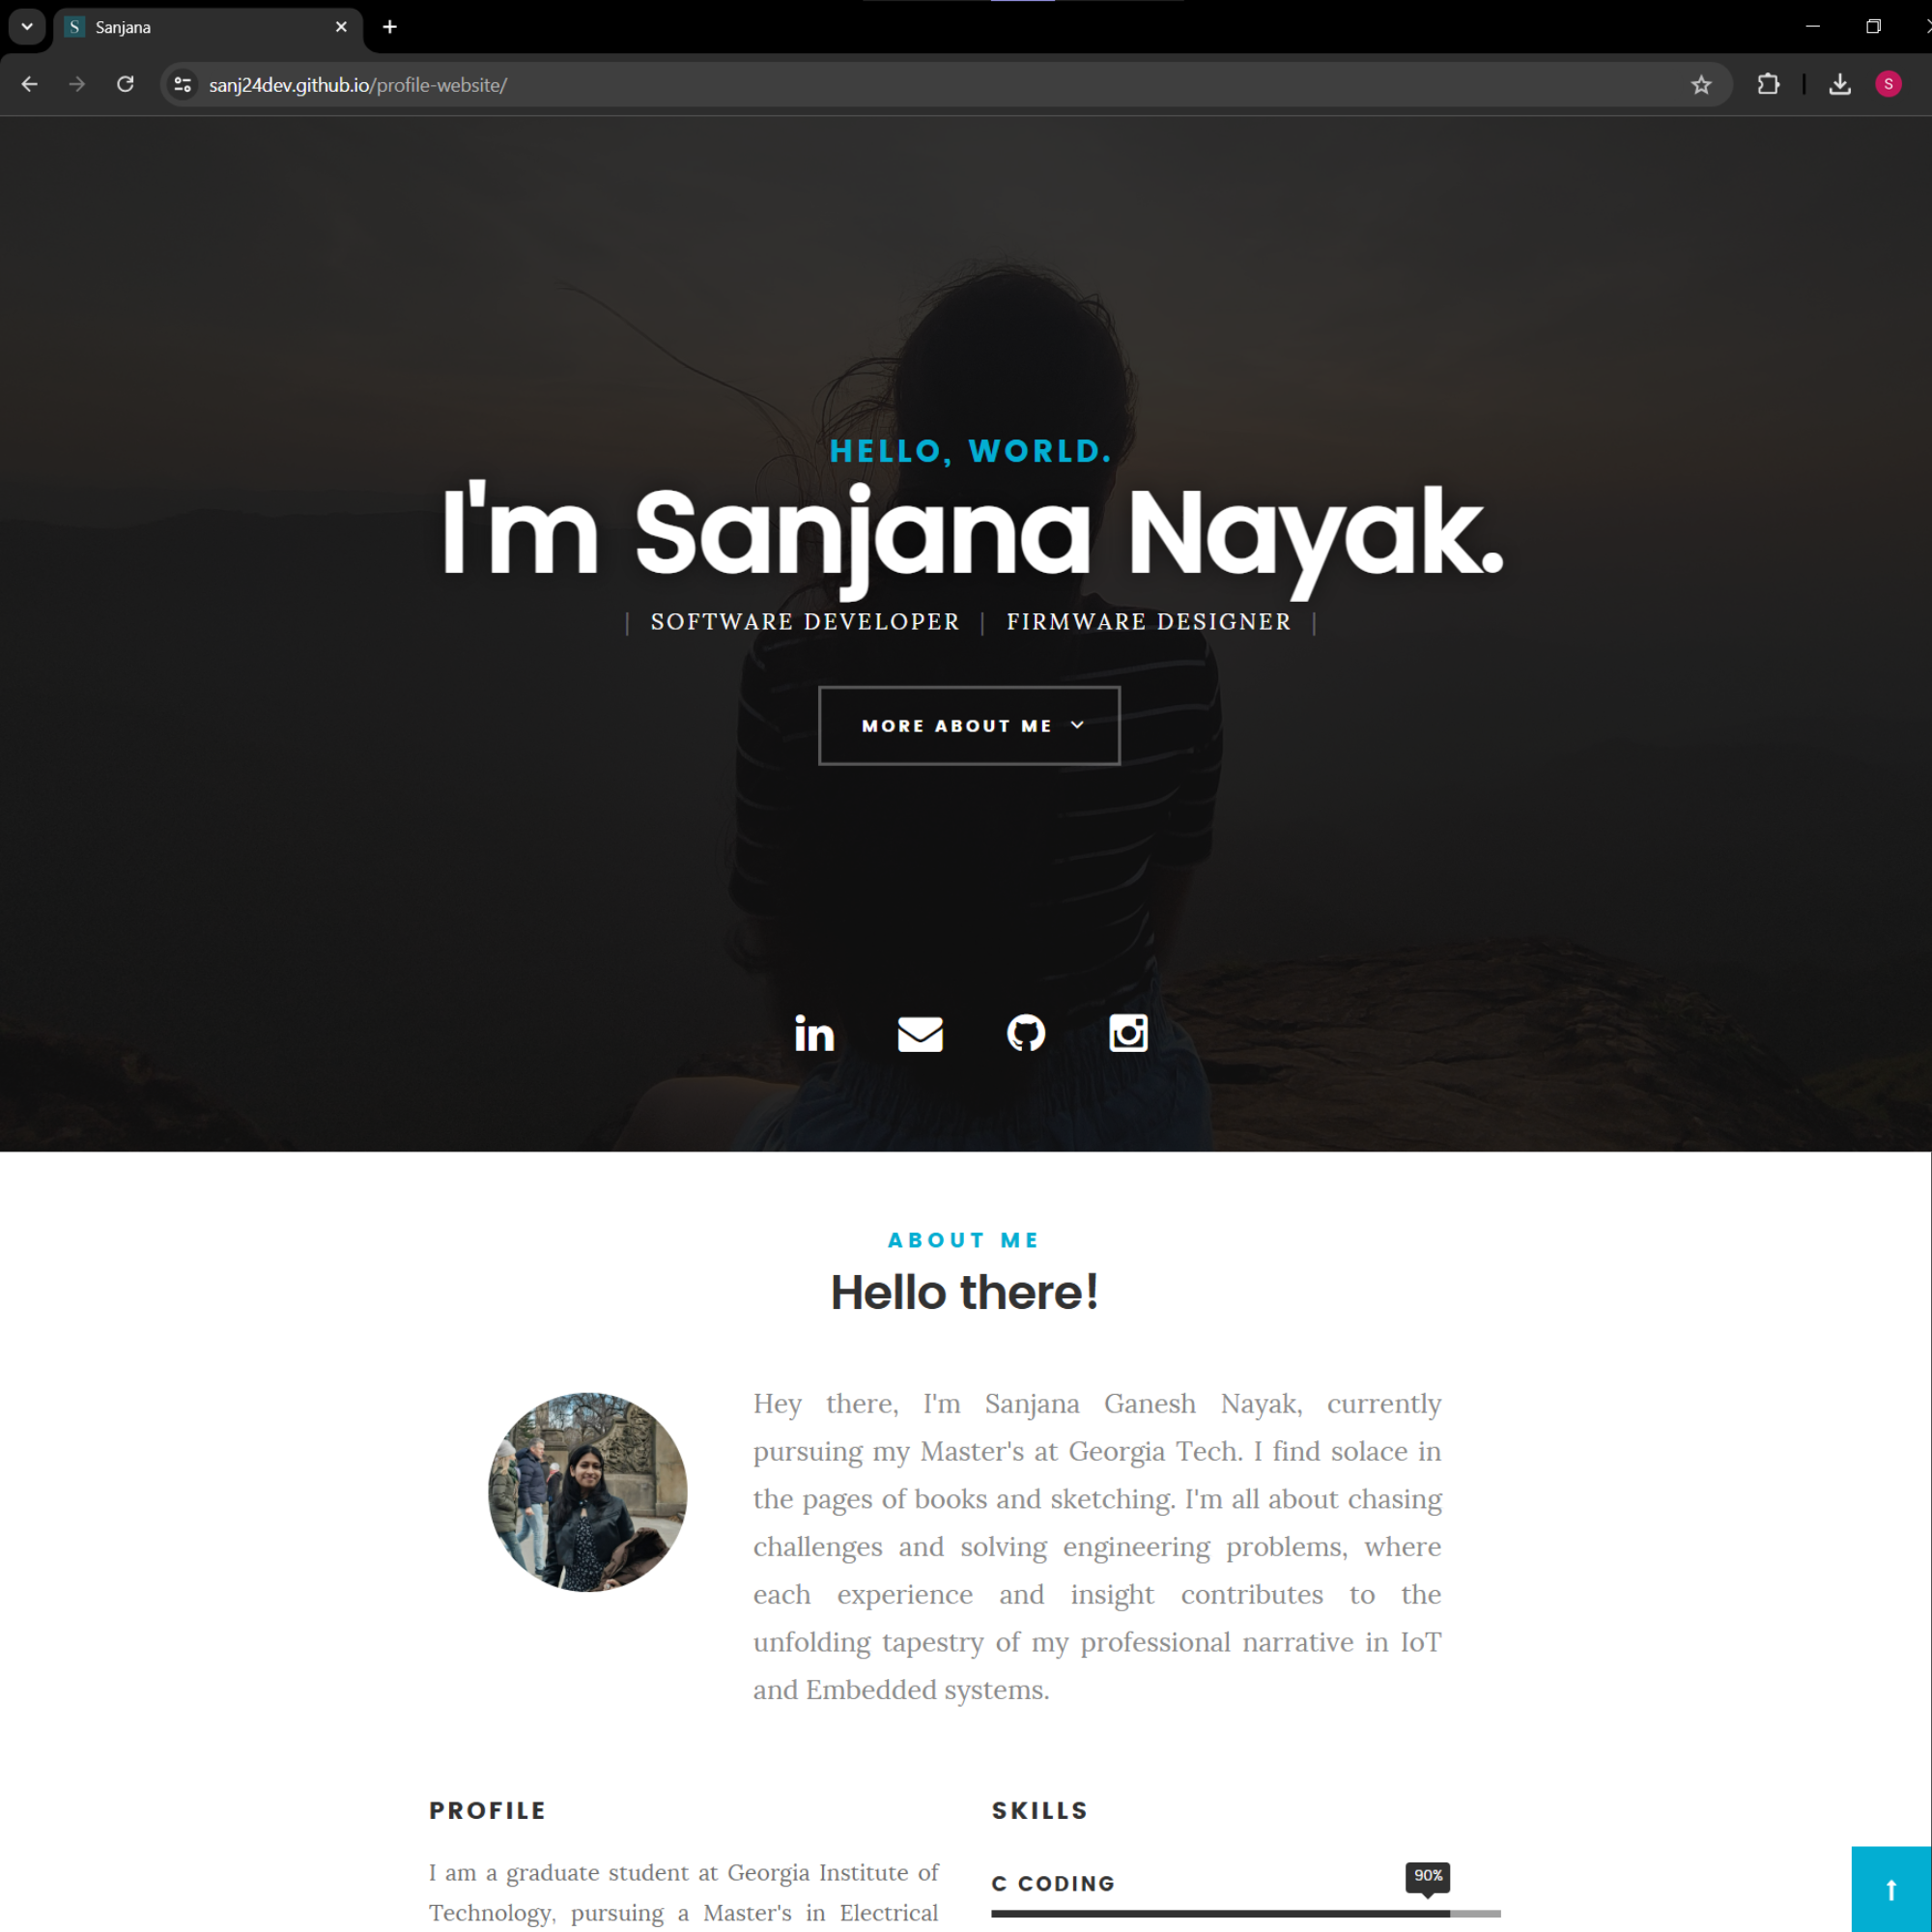 S Sanjana
sanj24dev.github.io/profile-website/
S
HELLO, WORLD.
I'm Sanjana Nayak.
| SOFTWARE DEVELOPER | FIRMWARE DESIGNER |
MORE ABOUT ME
in
ABOUT ME
Hello there!
Hey there, I'm Sanjana Ganesh Nayak, currently
pursuing my Master's at Georgia Tech. I find solace in
the pages of books and sketching. I'm all about chasing
challenges and solving engineering problems, where
each experience and insight contributes to the
unfolding tapestry of my professional narrative in IoT
and Embedded systems.
PROFILE
I am a graduate student at Georgia Institute of
Technology, pursuing a Master's in Electrical
SKILLS
C CODING
90%